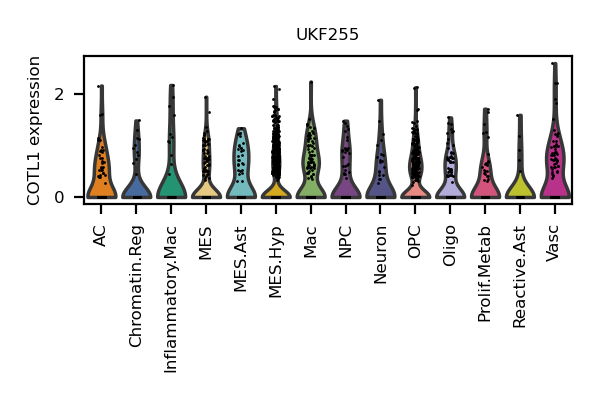 UKF255
COTL1 expression
2
0
AC
Chromatin.Reg
Inflammatory.Mac
MES
MES.Ast
MES.Hyp
Mac
NPC
Neuron
OPC
Oligo
Prolif.Metab
Reactive.Ast
Vasc